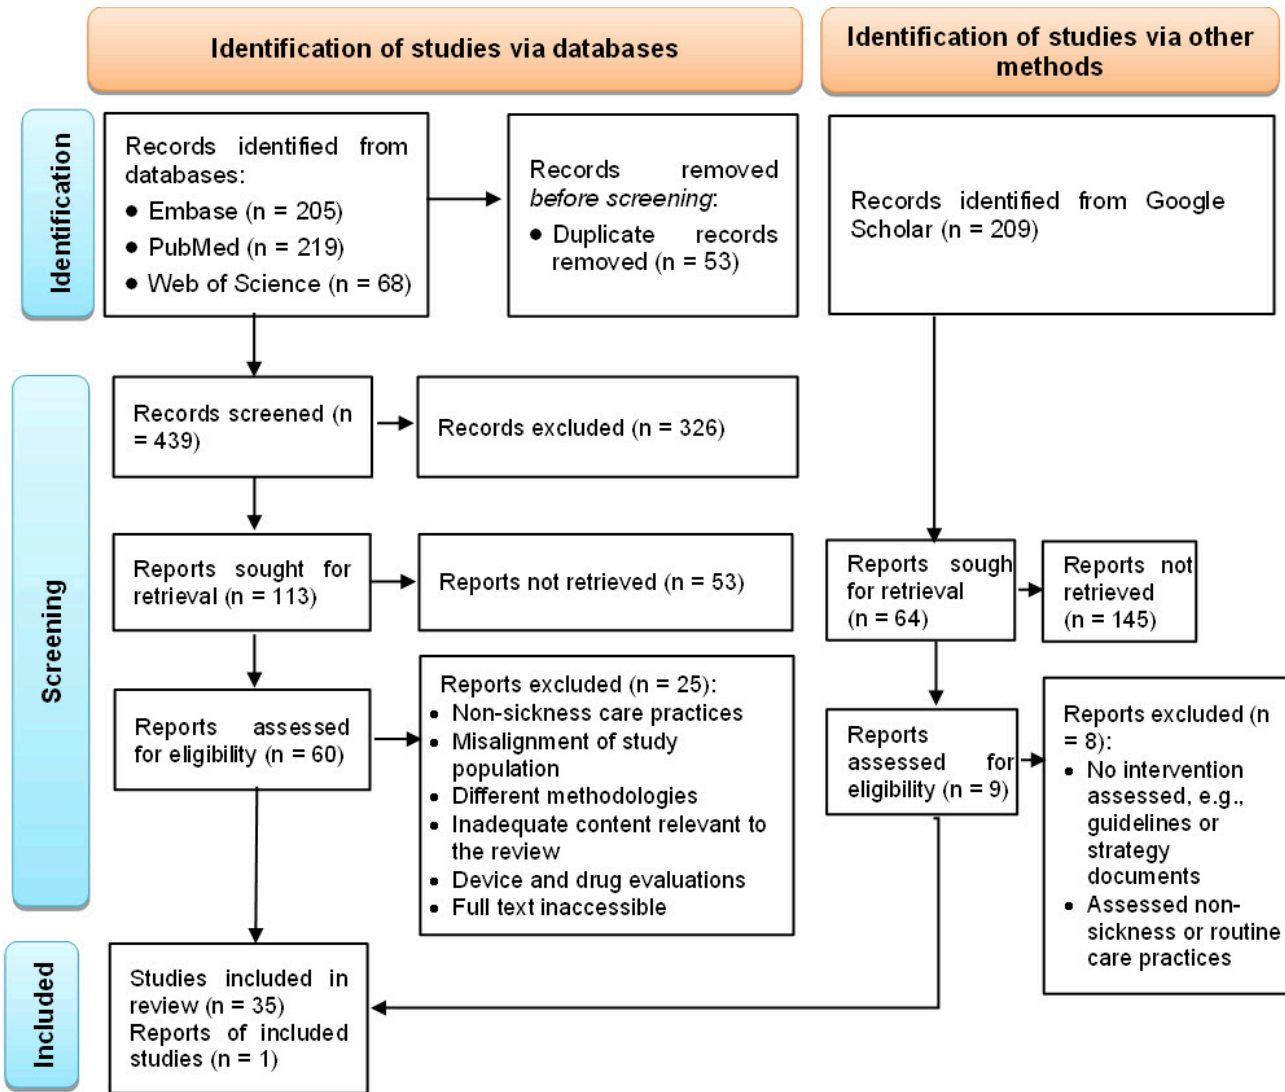 Identification of studies via databases
Identification of studies via other
methods
Identification
Records identified from
databases:
● Embase (n = 205)
● PubMed (n = 219)
● Web of Science (n = 68)
Records removed
before screening:
● Duplicate records
removed (n = 53)
Records identified from Google
Scholar (n = 209)
Screening
Records screened (n
= 439)
Records excluded (n = 326)
Reports sought for
retrieval (n = 113)
Reports not retrieved (n = 53)
Reports sough
for retrieval
(n = 64)
Reports not
retrieved
(n = 145)
Reports assessed
for eligibility (n = 60)
Reports excluded (n = 25):
• Non-sickness care practices
• Misalignment of study
population
• Different methodologies
• Inadequate content relevant to
the review
• Device and drug evaluations
• Full text inaccessible
Reports
assessed for
eligibility (n = 9)
Reports excluded (n
= 8):
• No intervention
assessed, e.g.,
guidelines or
strategy
documents
• Assessed non-
sickness or routine
care practices
Included
Studies included in
review (n = 35)
Reports of included
studies (n = 1)